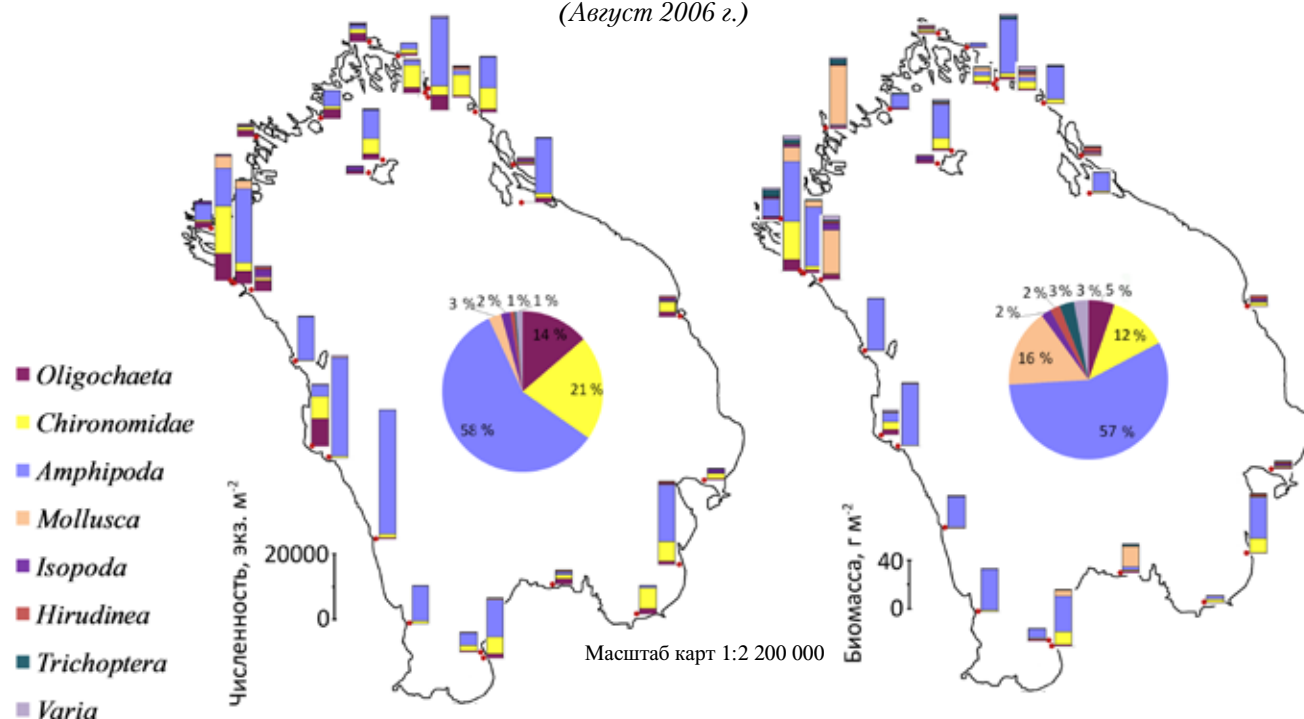 (Август 2006 г.)
3 %
2 %
1 %
1 %
14 %
21 %
58 %
2 %
2 %
3 %
3 %
5 %
12 %
16 %
57 %
Oligochaeta
Chironomidae
Amphipoda
Mollusca
Isopoda
Hirudinea
Trichoptera
Varia
Численность, экз. м⁻²
20000
0
Биомасса, г м⁻²
40
0
Масштаб карт 1:2 200 000